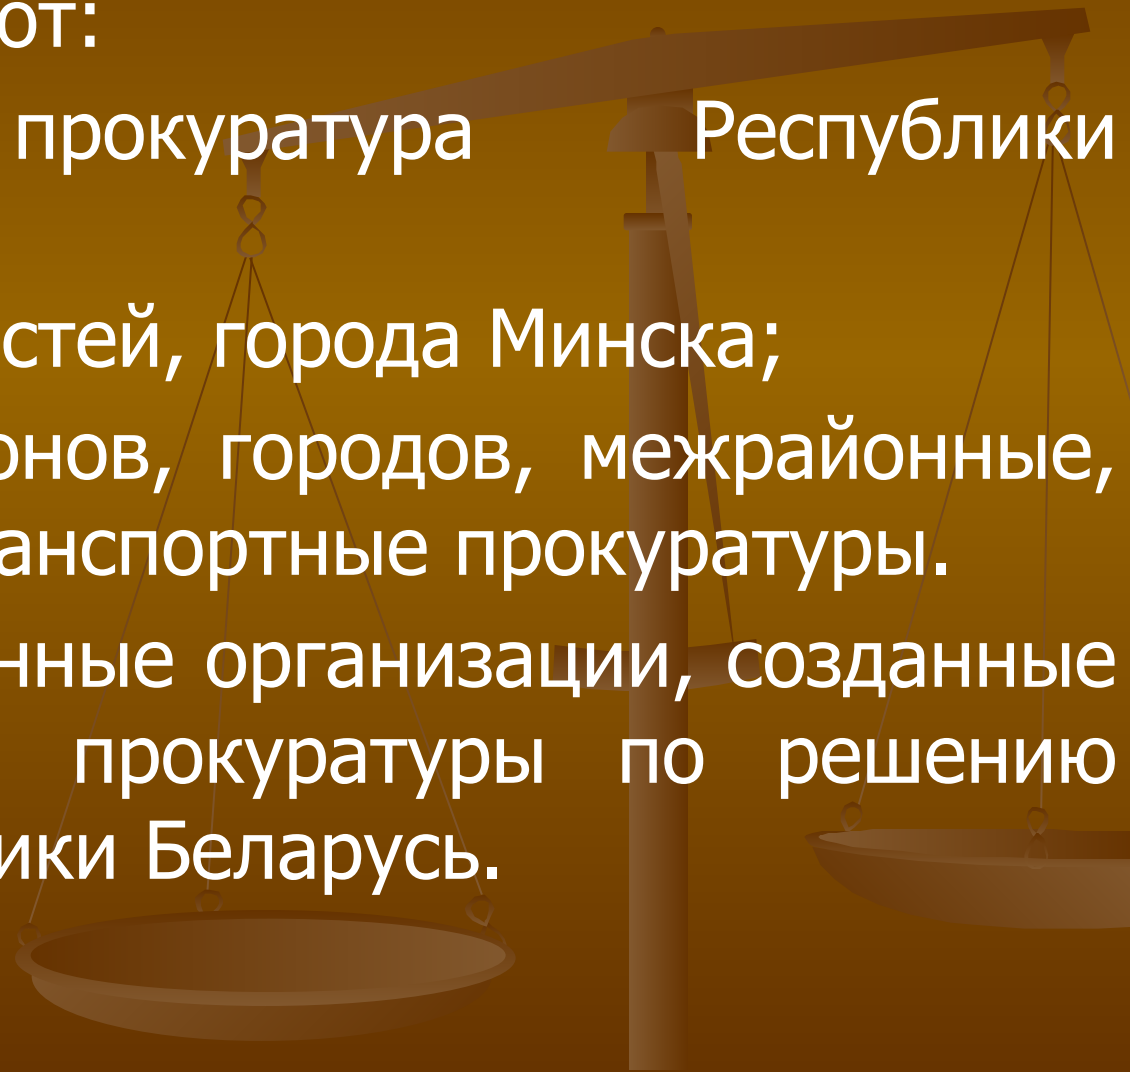 от:
прокуратура Республики
стей, города Минска;
онов, городов, межрайонные,
анспортные прокуратуры.
нные организации, созданные
прокуратуры по решению
ики Беларусь.